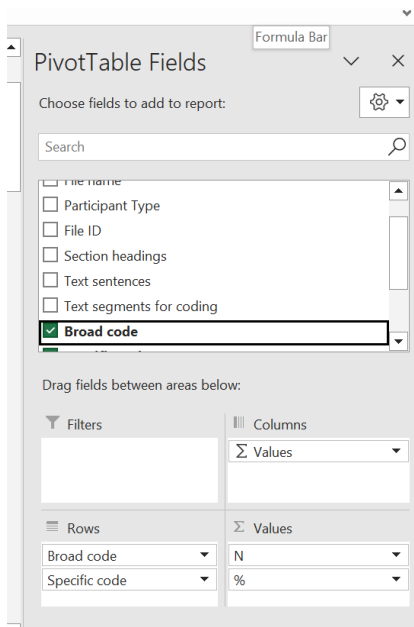 Formula Bar
PivotTable Fields
Choose fields to add to report:
Search
File name
Participant Type
File ID
Section headings
Text sentences
Text segments for coding
Broad code
Drag fields between areas below:
Filters
Columns
Σ Values
Rows
Σ Values
Broad code
N
Specific code
%